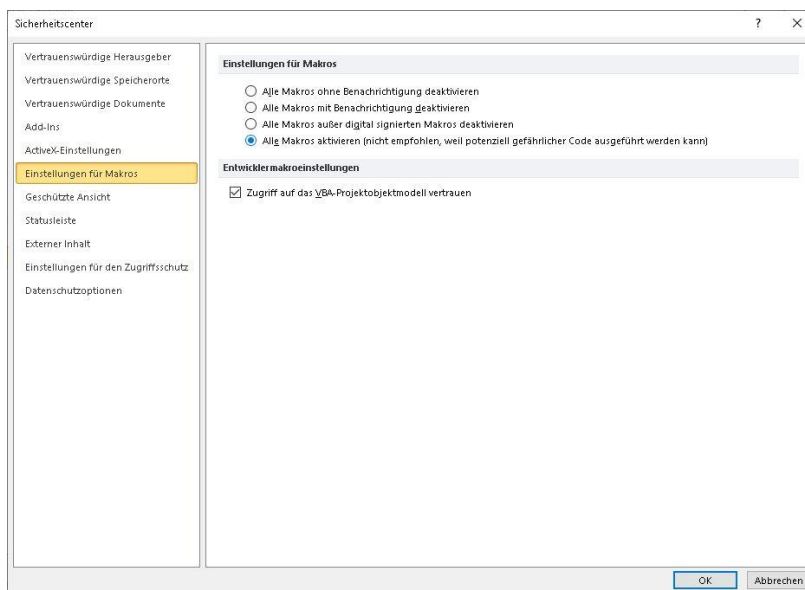 Sicherheitscenter
Vertrauenswürdige Herausgeber
Vertrauenswürdige Speicherorte
Vertrauenswürdige Dokumente
Add-Ins
ActiveX-Einstellungen
Einstellungen für Makros
Geschützte Ansicht
Statusleiste
Externer Inhalt
Einstellungen für den Zugriffsschutz
Datenschutzoptionen
Einstellungen für Makros
Alle Makros ohne Benachrichtigung deaktivieren
Alle Makros mit Benachrichtigung deaktivieren
Alle Makros außer digital signierten Makros deaktivieren
Alle Makros aktivieren (nicht empfohlen, weil potenziell gefährlicher Code ausgeführt werden kann)
Entwicklermakroeinstellungen
Zugriff auf das VBA-Projektobjektmodell vertrauen
OK
Abbrechen